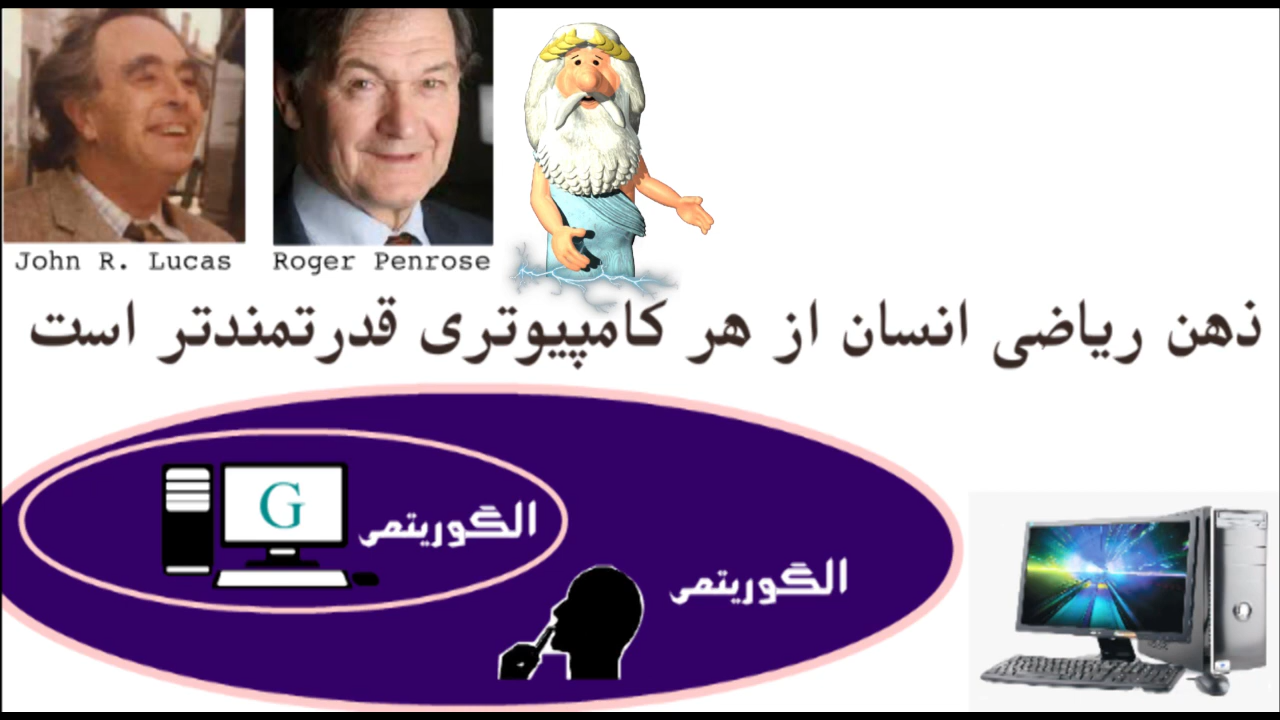 John R. Lucas
Roger Penrose
ذهن ریاضی انسان از هر کامپیوتری قدرتمندتر است
G
الگوریتمی
الگوریتمی